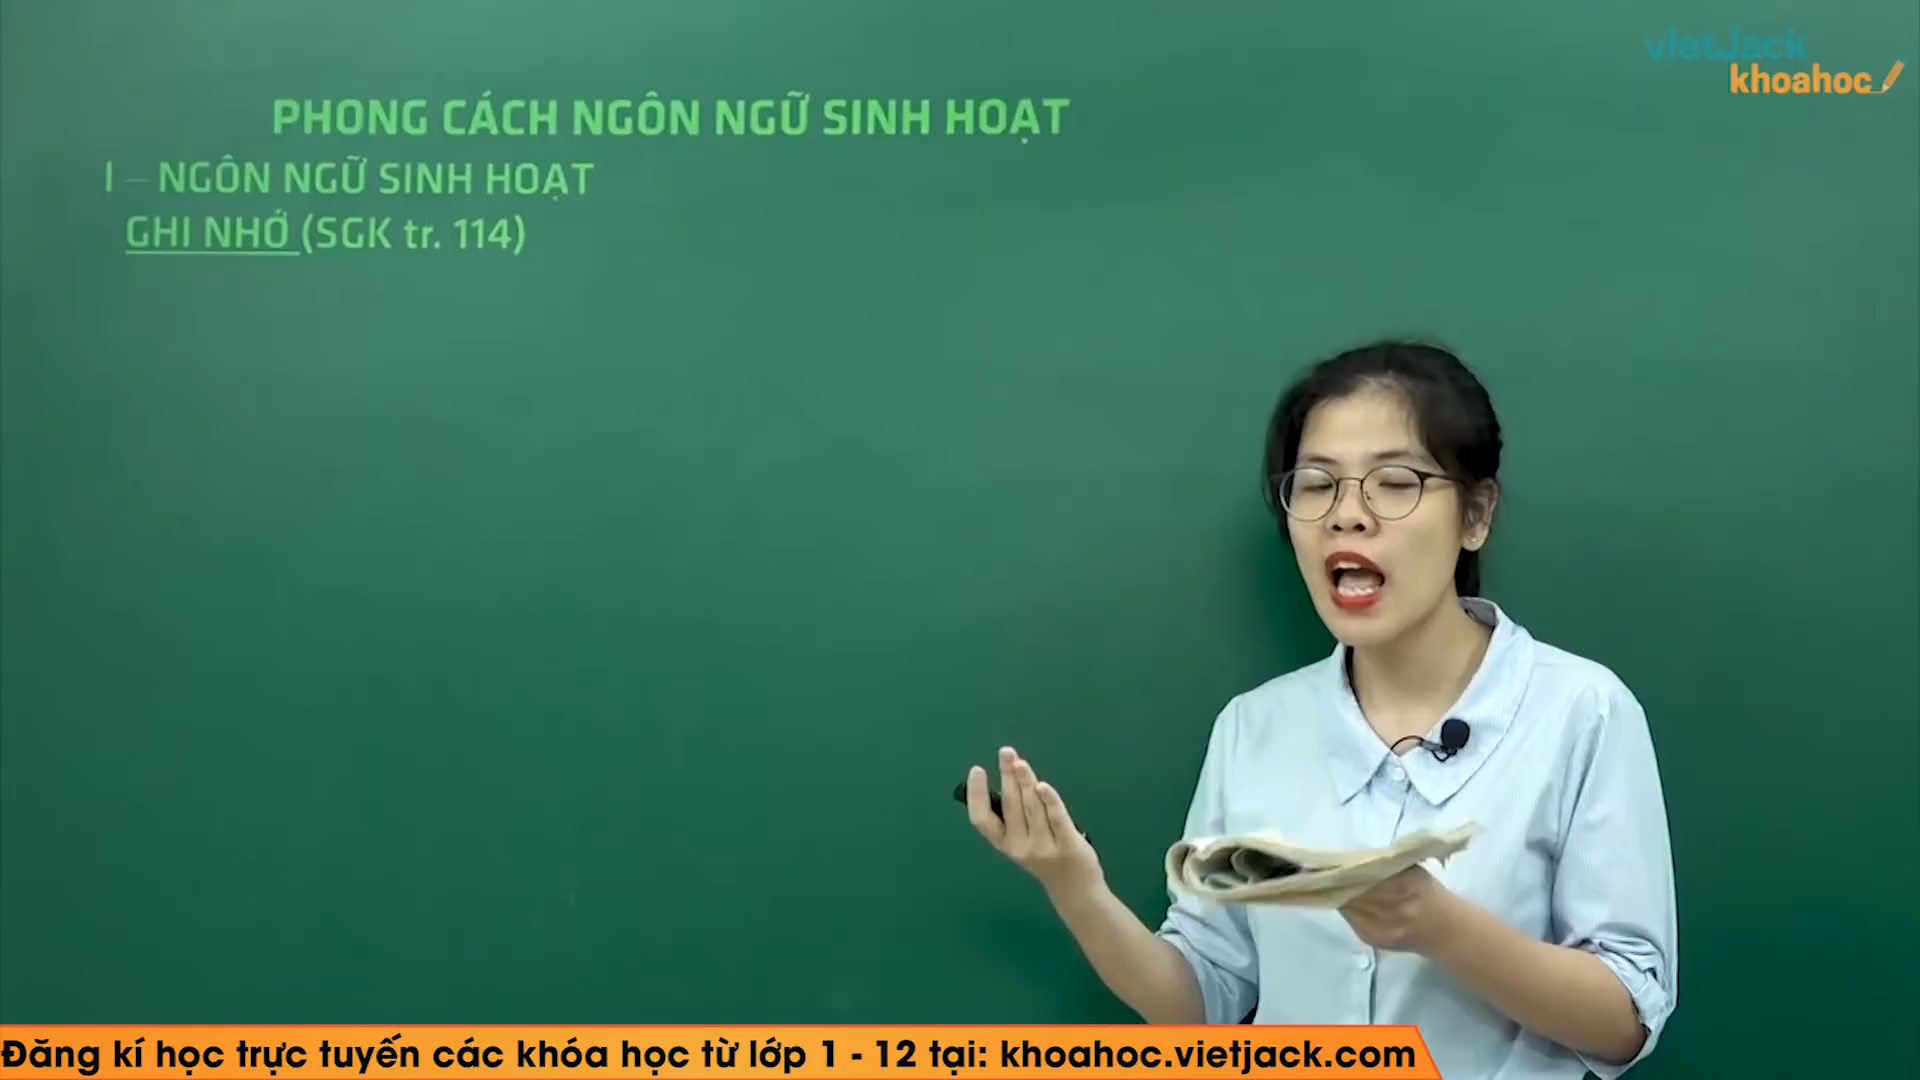 vietJack
khoahoc
PHONG CÁCH NGÔN NGỮ SINH HOẠT
I – NGÔN NGỮ SINH HOẠT
GHI NHỚ (SGK tr. 114)
Đăng kí học trực tuyến các khóa học từ lớp 1 - 12 tại: khoahoc.vietjack.com